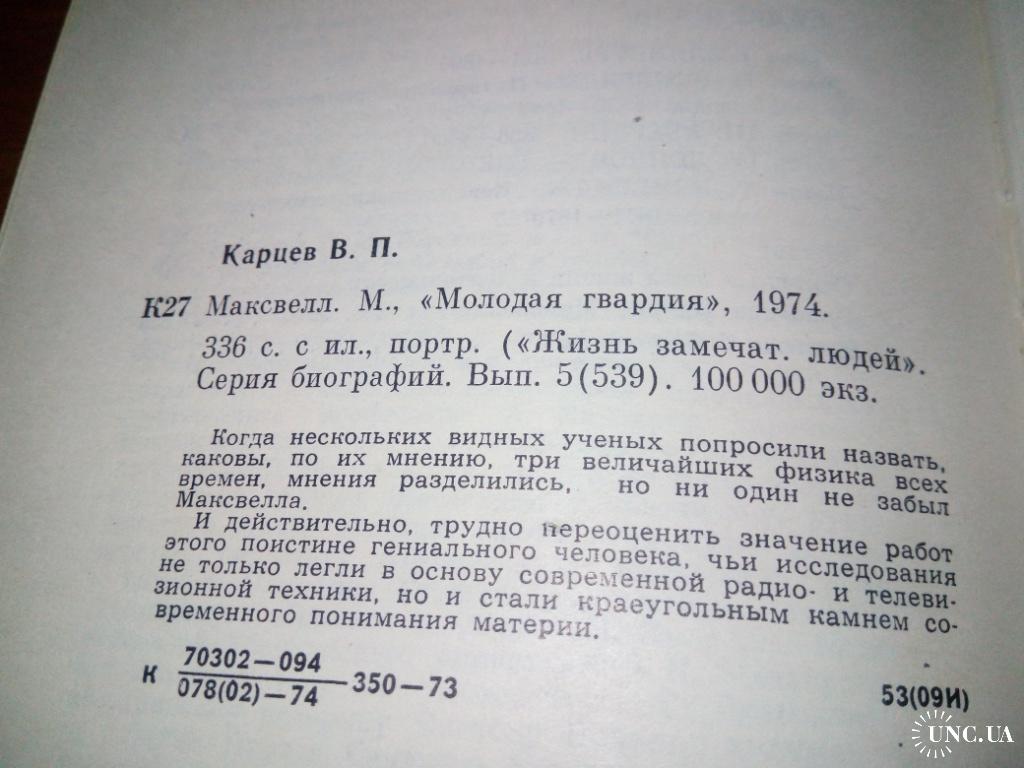 Карцев В. П.
К27 Максвелл. М., «Молодая гвардия», 1974.
336 с. с ил., портр. («Жизнь замечат. людей».
Серия биографий. Вып. 5(539). 100 000 экз.
Когда нескольких видных ученых попросили назвать,
каковы, по их мнению, три величайших физика всех
времен, мнения разделились, но ни один не забыл
Максвелла.
И действительно, трудно переоценить значение работ
этого поистине гениального человека, чьи исследования
не только легли в основу современной радио- и телеви-
зионной техники, но и стали краеугольным камнем со-
временного понимания материи.
К 70302—094
078(02)—74 350—73
53(09И)
UNC.UA